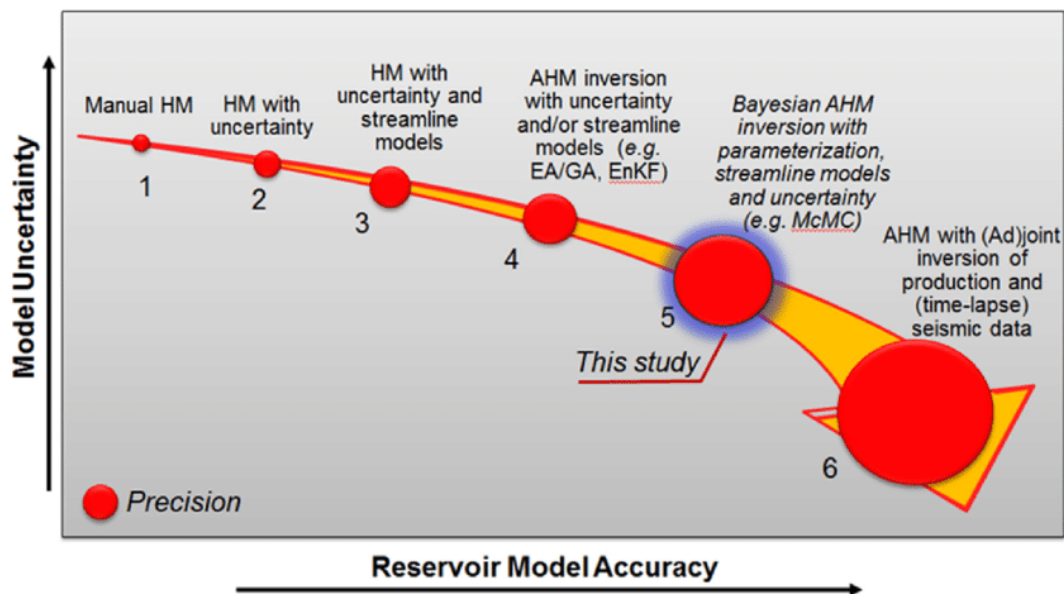 Model Uncertainty
Manual HM
1
HM with
uncertainty
2
HM with
uncertainty and
streamline
models
3
AHM inversion
with uncertainty
and/or streamline
models (e.g.
EA/GA, EnKF)
4
Bayesian AHM
inversion with
parameterization,
streamline models
and uncertainty
(e.g. McMC)
5
This study
AHM with (Ad)joint
inversion of
production and
(time-lapse)
seismic data
6
Precision
Reservoir Model Accuracy